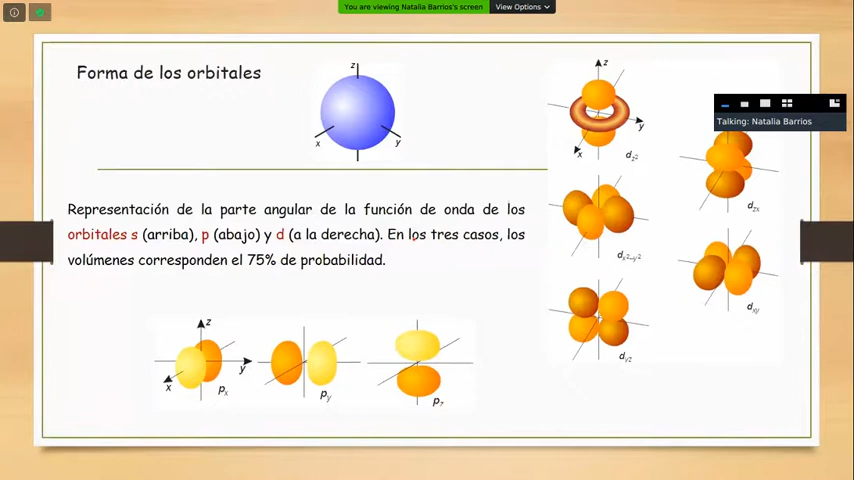 You are viewing Natalia Barrios's screen
View Options
Forma de los orbitales
z
x
y
z
y
x
dz²
Talking: Natalia Barrios
dzx
Representación de la parte angular de la función de onda de los
orbitales s (arriba), p (abajo) y d (a la derecha). En los tres casos, los
volúmenes corresponden el 75% de probabilidad.
dx²-y²
dxy
dyz
z
y
x
px
py
pz